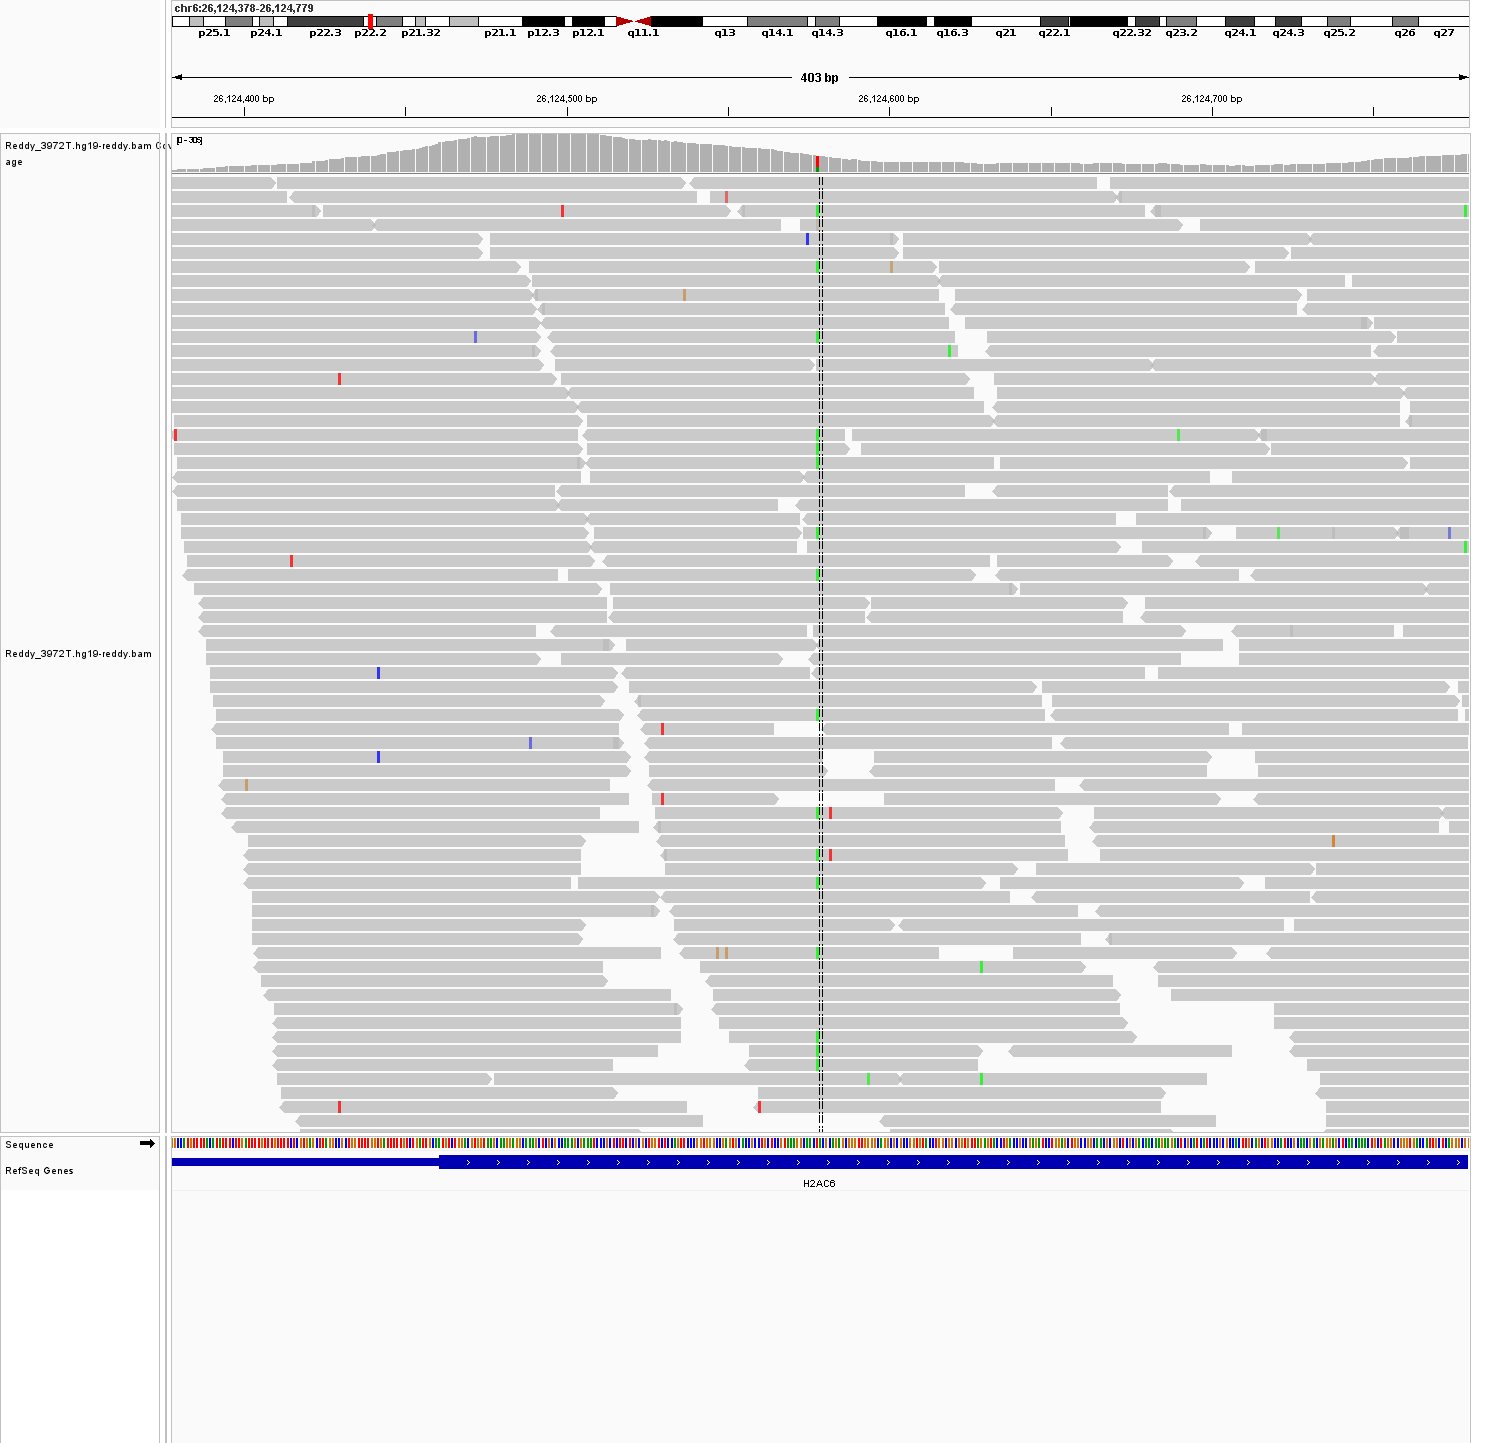 chr6:26,124,378-26,124,779
p25.1 p24.1 p22.3 p22.2 p21.32 p21.1 p12.3 p12.1 q11.1 q13 q14.1 q14.3 q16.1 q16.3 q21 q22.1 q22.32 q23.2 q24.1 q24.3 q25.2 q26 q27
403 bp
26,124,400 bp 26,124,500 bp 26,124,600 bp 26,124,700 bp
Reddy_3972T.hg19-reddy.bam Cov
age
Reddy_3972T.hg19-reddy.bam
Sequence
RefSeq Genes
H2AC6